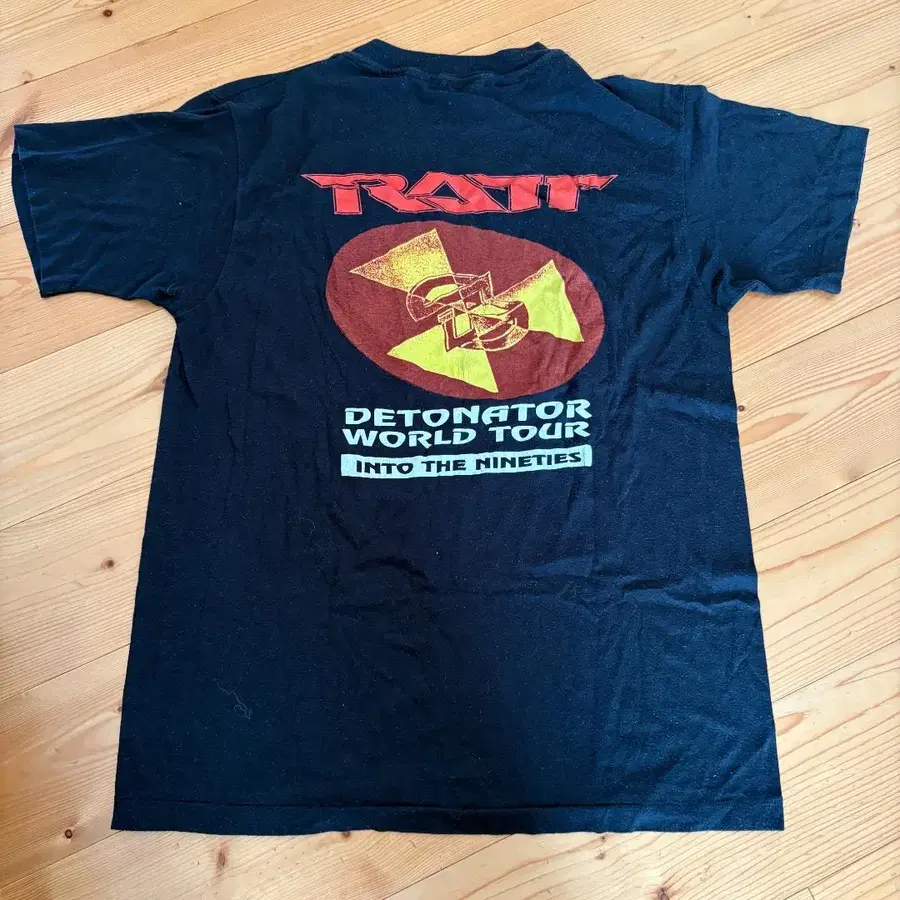 RATT
DETONATOR
WORLD TOUR
INTO THE NINETIES